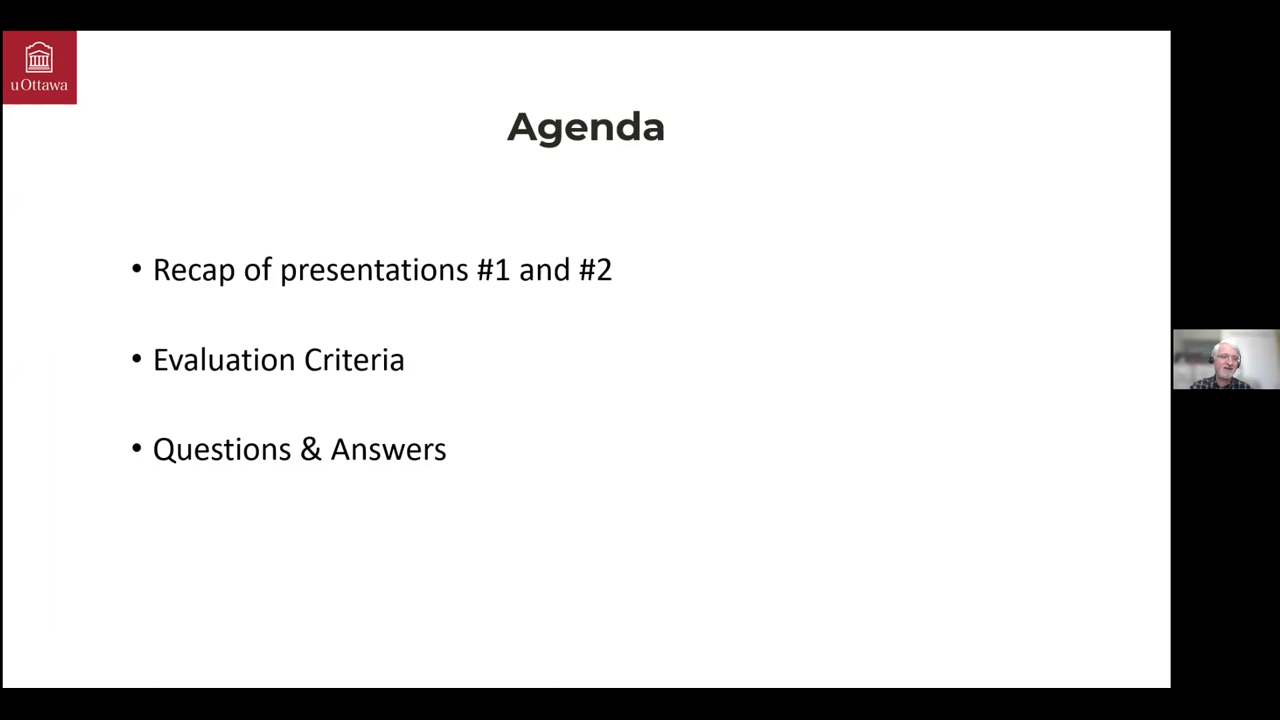 uOttawa
Agenda
• Recap of presentations #1 and #2
• Evaluation Criteria
• Questions & Answers